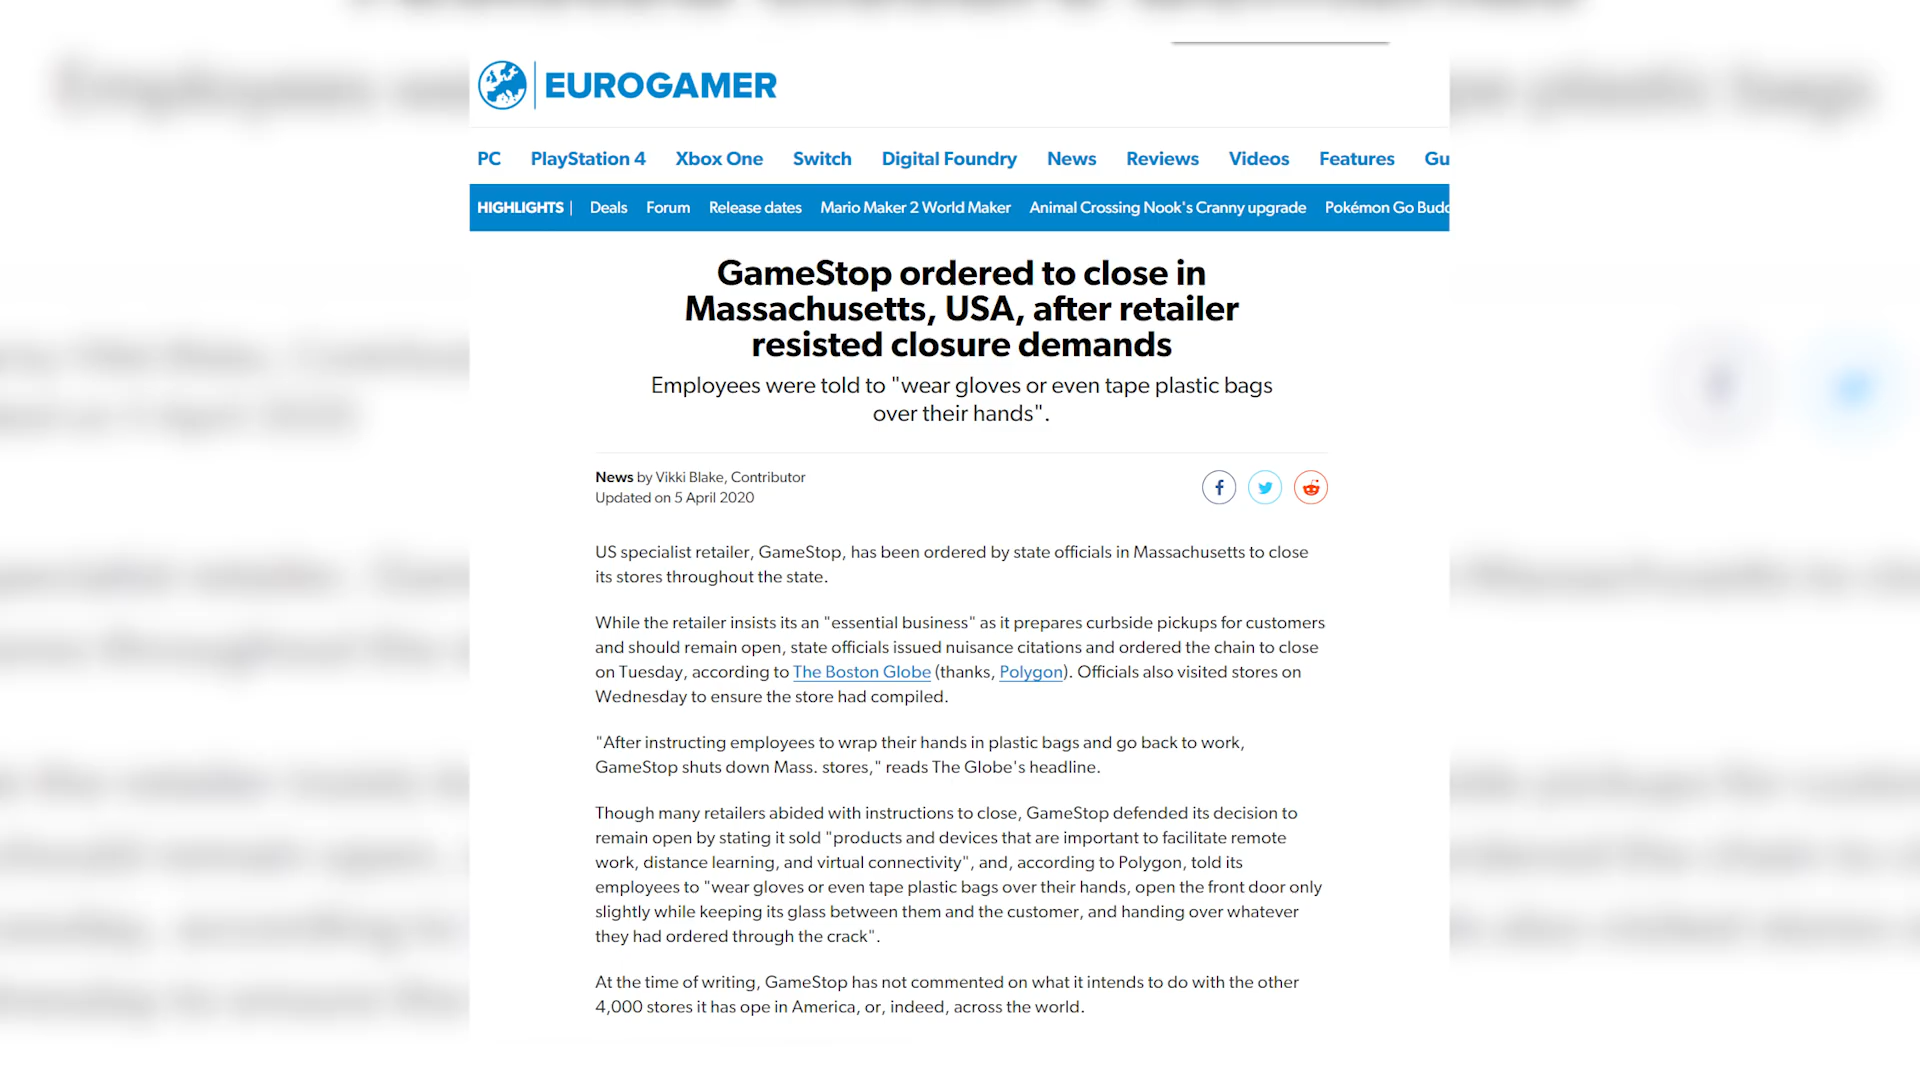 EUROGAMER
PC PlayStation 4 Xbox One Switch Digital Foundry News Reviews Videos Features Gu
HIGHLIGHTS | Deals Forum Release dates Mario Maker 2 World Maker Animal Crossing Nook's Cranny upgrade Pokémon Go Budd
GameStop ordered to close in
Massachusetts, USA, after retailer
resisted closure demands
Employees were told to "wear gloves or even tape plastic bags
over their hands".
News by Vikki Blake, Contributor
Updated on 5 April 2020
US specialist retailer, GameStop, has been ordered by state officials in Massachusetts to close
its stores throughout the state.
While the retailer insists its an "essential business" as it prepares curbside pickups for customers
and should remain open, state officials issued nuisance citations and ordered the chain to close
on Tuesday, according to The Boston Globe (thanks, Polygon). Officials also visited stores on
Wednesday to ensure the store had compiled.
"After instructing employees to wrap their hands in plastic bags and go back to work,
GameStop shuts down Mass. stores," reads The Globe's headline.
Though many retailers abided with instructions to close, GameStop defended its decision to
remain open by stating it sold "products and devices that are important to facilitate remote
work, distance learning, and virtual connectivity", and, according to Polygon, told its
employees to "wear gloves or even tape plastic bags over their hands, open the front door only
slightly while keeping its glass between them and the customer, and handing over whatever
they had ordered through the crack".
At the time of writing, GameStop has not commented on what it intends to do with the other
4,000 stores it has ope in America, or, indeed, across the world.